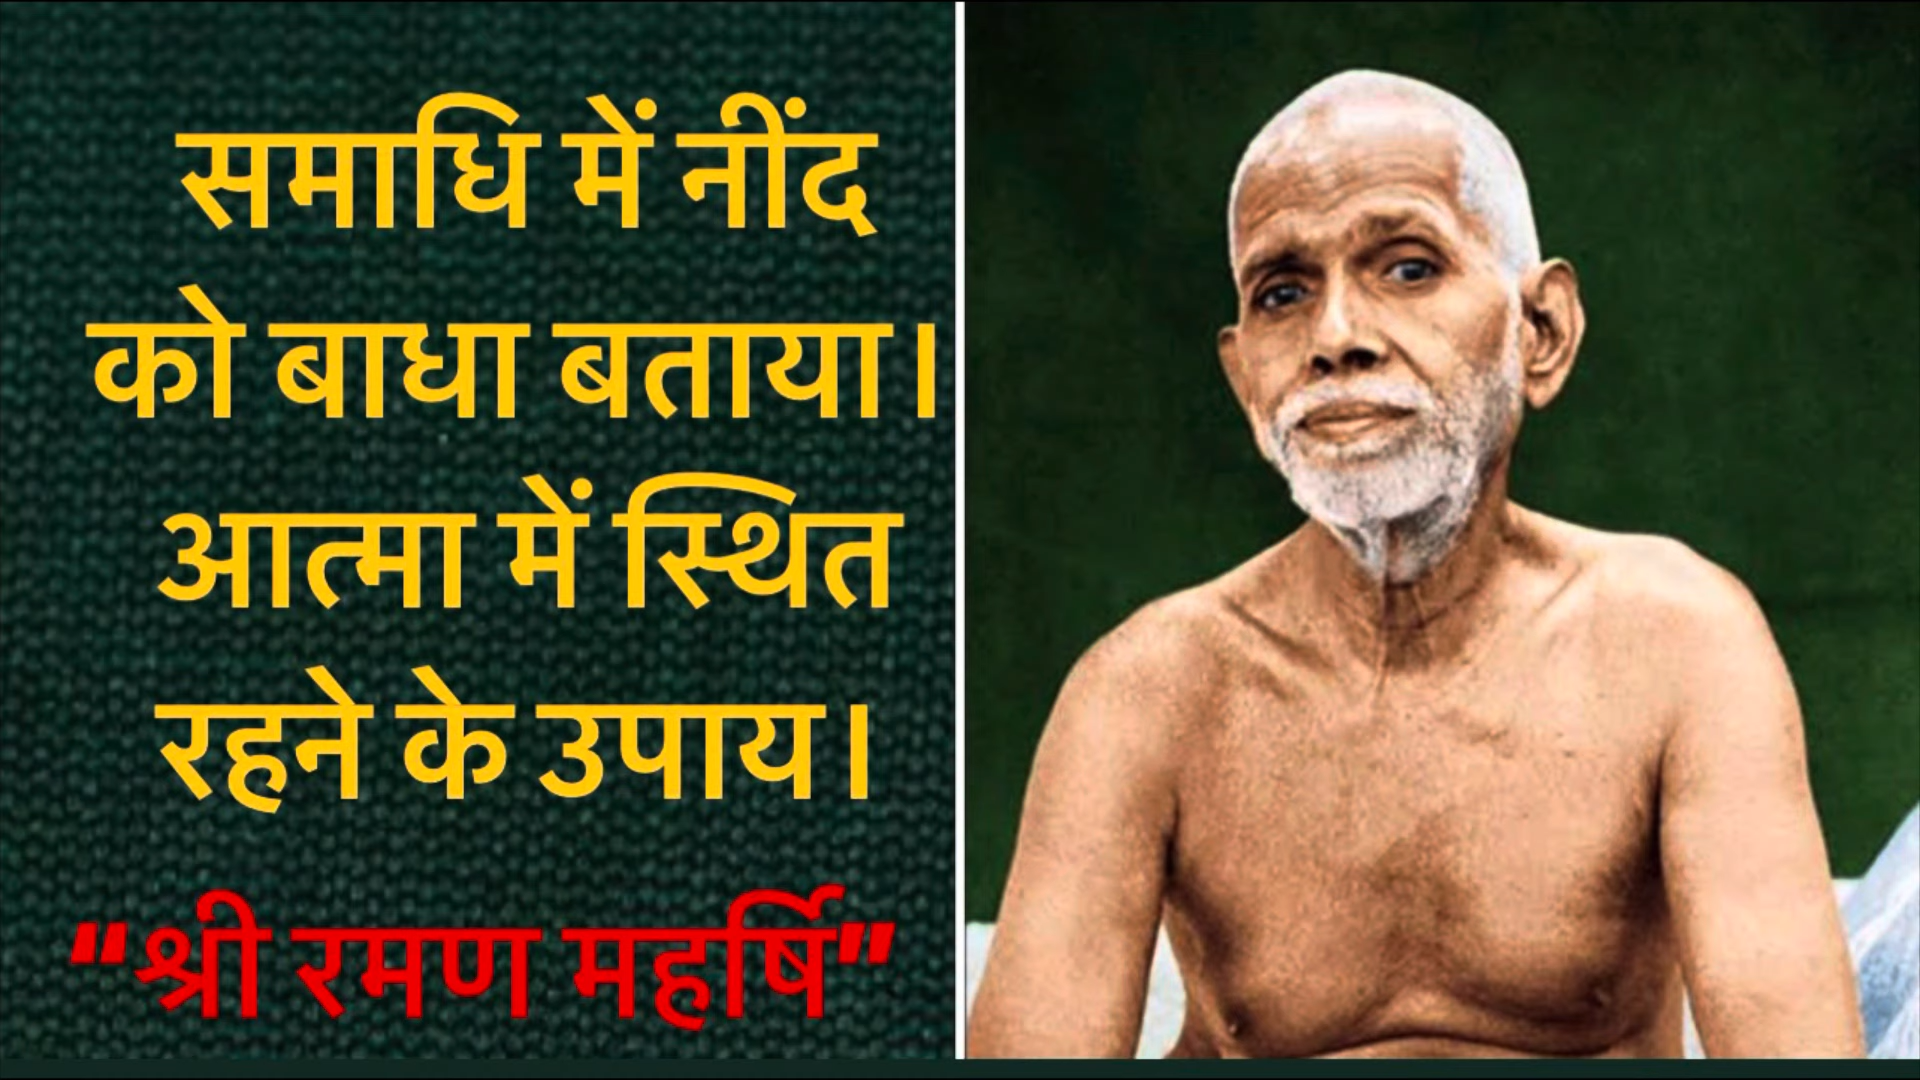 समाधि में नींद
को बाधा बताया।
आत्मा में स्थित
रहने के उपाय।
“श्री रमण महर्षि”